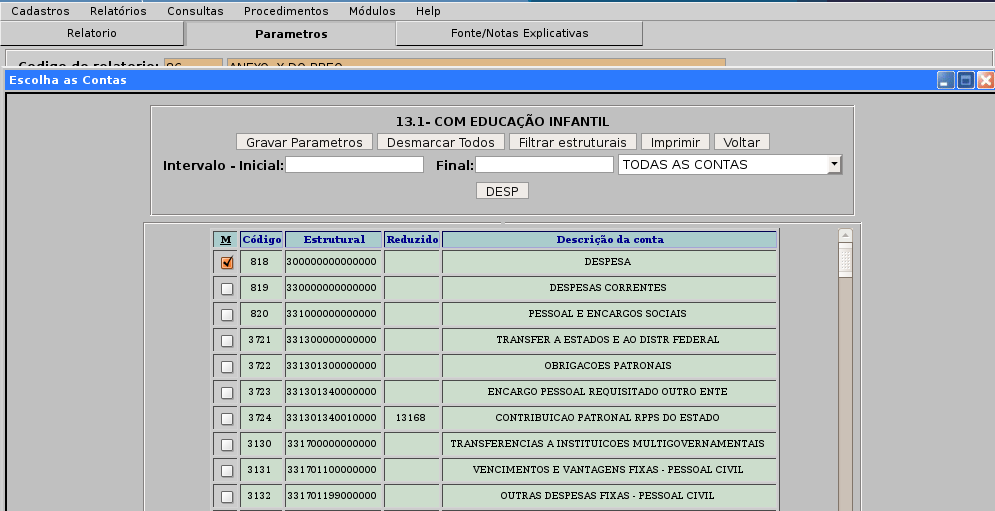 Cadastros Relatórios Consultas Procedimentos Módulos Help
Relatorio Parametros Fonte/Notas Explicativas
Codigo do relatorio: 96 ANEXO X DO RREO
Escolha as Contas
13.1- COM EDUCAÇÃO INFANTIL
Gravar Parametros Desmarcar Todos Filtrar estruturais Imprimir Voltar
Intervalo - Inicial: Final: TODAS AS CONTAS
DESP
M Código Estrutural Reduzido Descrição da conta
818 300000000000000 DESPESA
819 330000000000000 DESPESAS CORRENTES
820 331000000000000 PESSOAL E ENCARGOS SOCIAIS
3721 331300000000000 TRANSFER A ESTADOS E AO DISTR FEDERAL
3722 331301300000000 OBRIGACOES PATRONAIS
3723 331301340000000 ENCARGO PESSOAL REQUISITADO OUTRO ENTE
3724 331301340010000 13168 CONTRIBUICAO PATRONAL RPPS DO ESTADO
3130 331700000000000 TRANSFERENCIAS A INSTITUICOES MULTIGOVERNAMENTAIS
3131 331701100000000 VENCIMENTOS E VANTAGENS FIXAS - PESSOAL CIVIL
3132 331701199000000 OUTRAS DESPESAS FIXAS - PESSOAL CIVIL